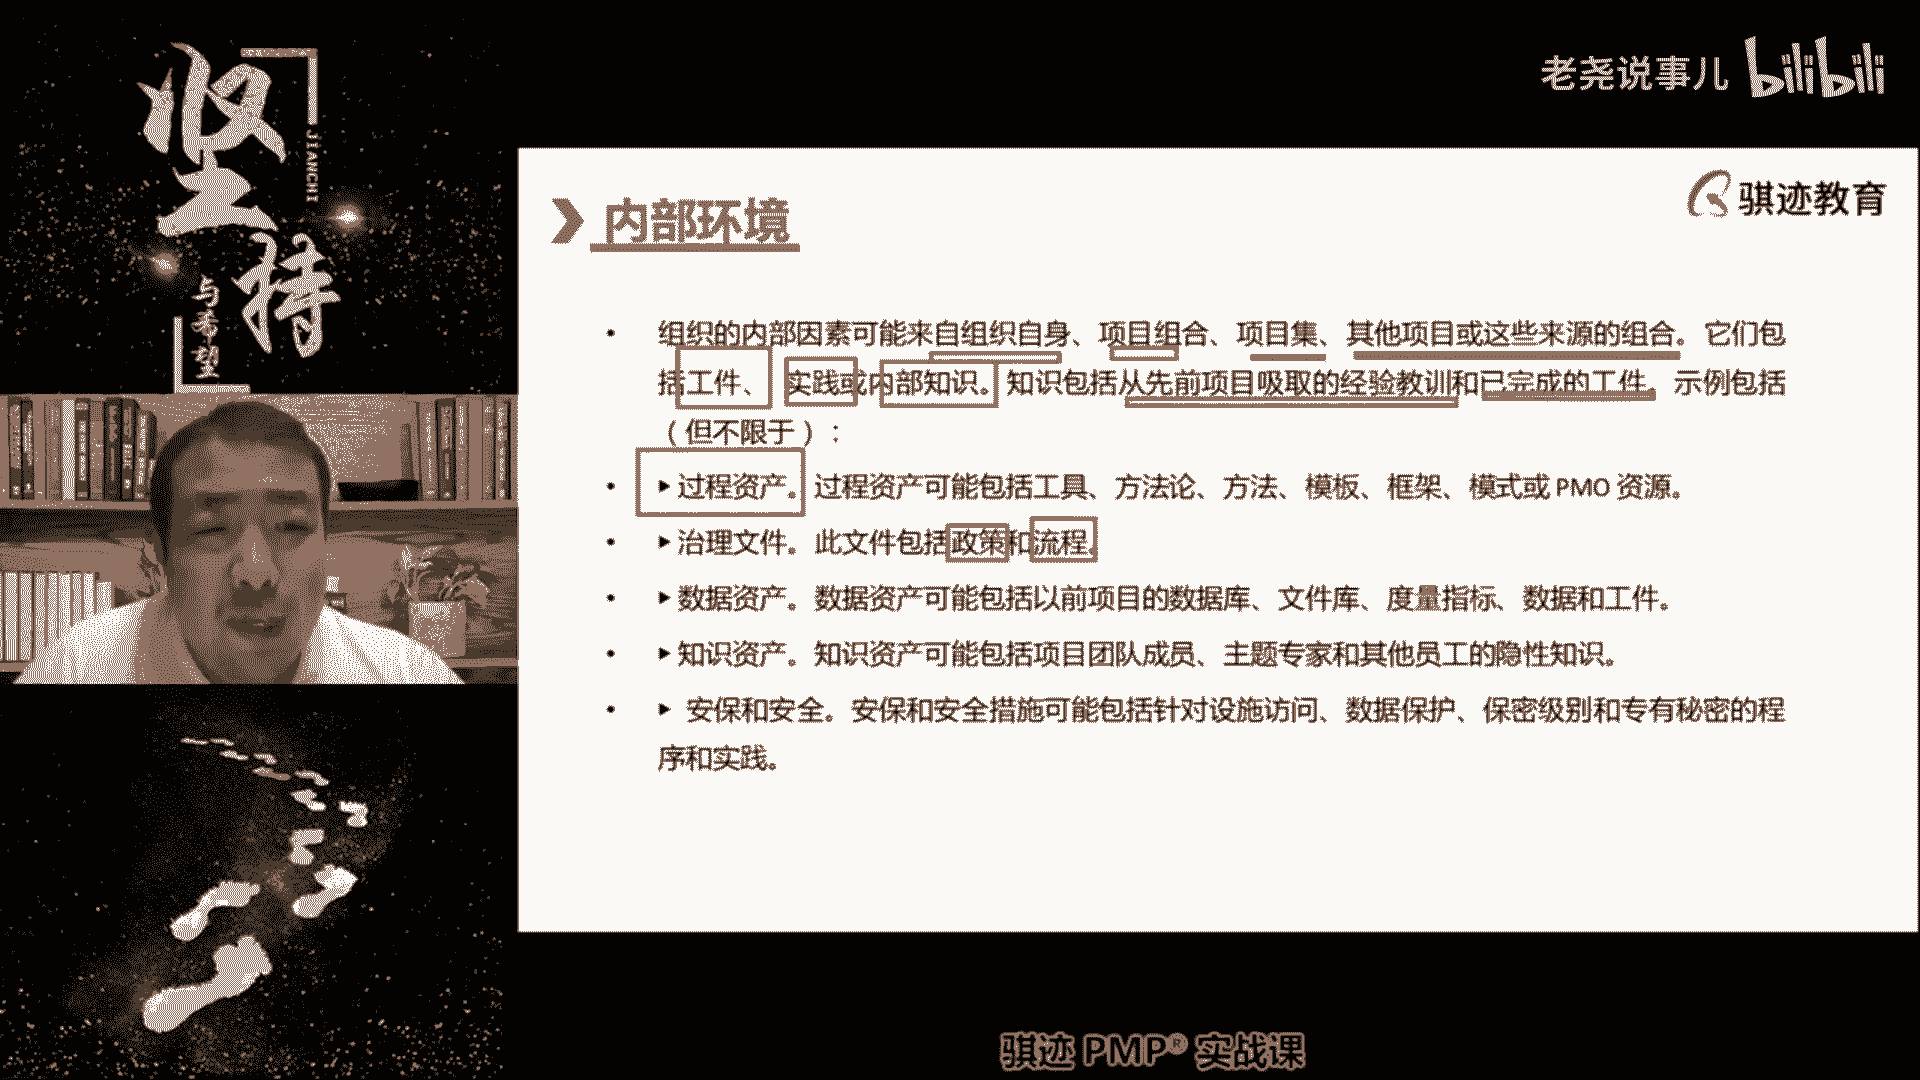 坚持
JIANCHI
与希望
老尧说事儿 bilibili
骐迹教育
内部环境
• 组织的内部因素可能来自组织自身、项目组合、项目集、其他项目或这些来源的组合。它们包
括工件、实践或内部知识。知识包括从先前项目吸取的经验教训和已完成的工件。示例包括
（但不限于）：
• ▸过程资产。过程资产可能包括工具、方法论、方法、模板、框架、模式或 PMO 资源。
• ▸治理文件。此文件包括政策和流程。
• ▸数据资产。数据资产可能包括以前项目的数据库、文件库、度量指标、数据和工件。
• ▸知识资产。知识资产可能包括项目团队成员、主题专家和其他员工的隐性知识。
• ▸ 安保和安全。安保和安全措施可能包括针对设施访问、数据保护、保密级别和专有秘密的程
序和实践。
骐迹 PMP® 实战课